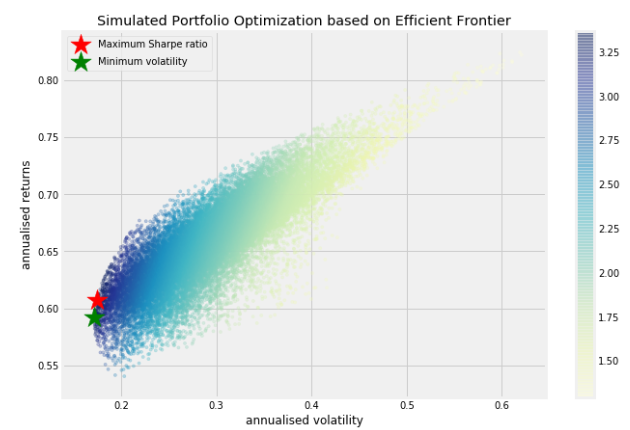 Simulated Portfolio Optimization based on Efficient Frontier
Maximum Sharpe ratio
Minimum volatility
annualised returns
0.80
0.75
0.70
0.65
0.60
0.55
0.2 0.3 0.4 0.5 0.6
annualised volatility
3.25
3.00
2.75
2.50
2.25
2.00
1.75
1.50